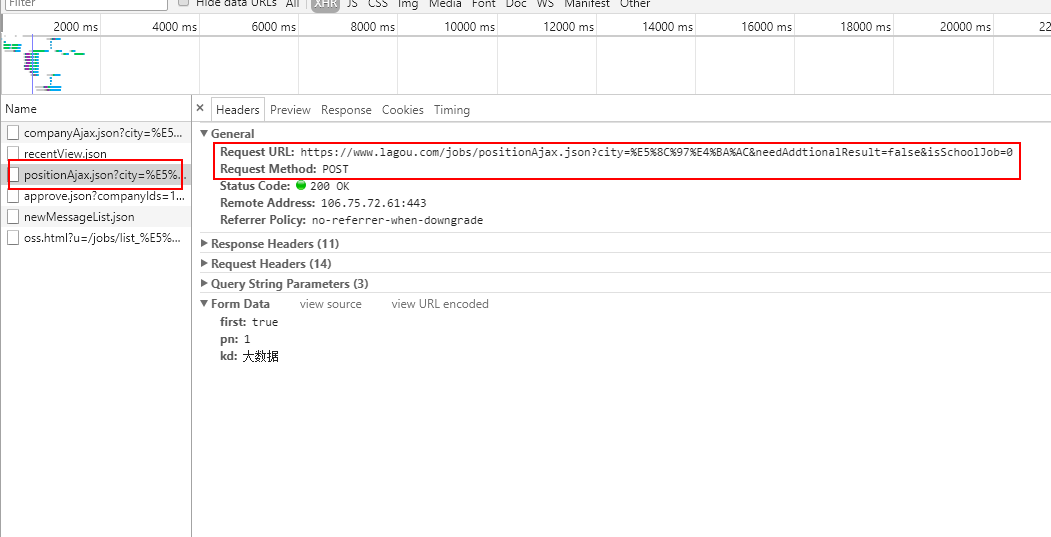 Filter Hide data URLs All XHR JS CSS Img Media Font Doc WS Manifest Other
2000 ms 4000 ms 6000 ms 8000 ms 10000 ms 12000 ms 14000 ms 16000 ms 18000 ms 20000 ms 22
Name
companyAjax.json?city=%E5...
recentView.json
positionAjax.json?city=%E5%...
approve.json?companyIds=1...
newMessageList.json
oss.html?u=/jobs/list_%E5%...
× Headers Preview Response Cookies Timing
General
Request URL: https://www.lagou.com/jobs/positionAjax.json?city=%E5%8C%97%E4%BA%AC&needAddtionalResult=false&isSchoolJob=0
Request Method: POST
Status Code: 200 OK
Remote Address: 106.75.72.61:443
Referrer Policy: no-referrer-when-downgrade
Response Headers (11)
Request Headers (14)
Query String Parameters (3)
Form Data view source view URL encoded
first: true
pn: 1
kd: 大数据